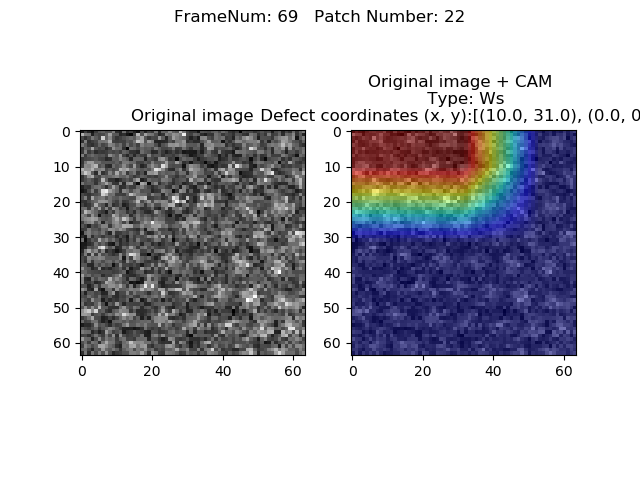 FrameNum: 69   Patch Number: 22
Original image + CAM
Type: Ws
Original image
Defect coordinates (x, y):[(10.0, 31.0), (0.0, 0
0
10
20
30
40
50
60
0 20 40 60
0
10
20
30
40
50
60
0 20 40 60